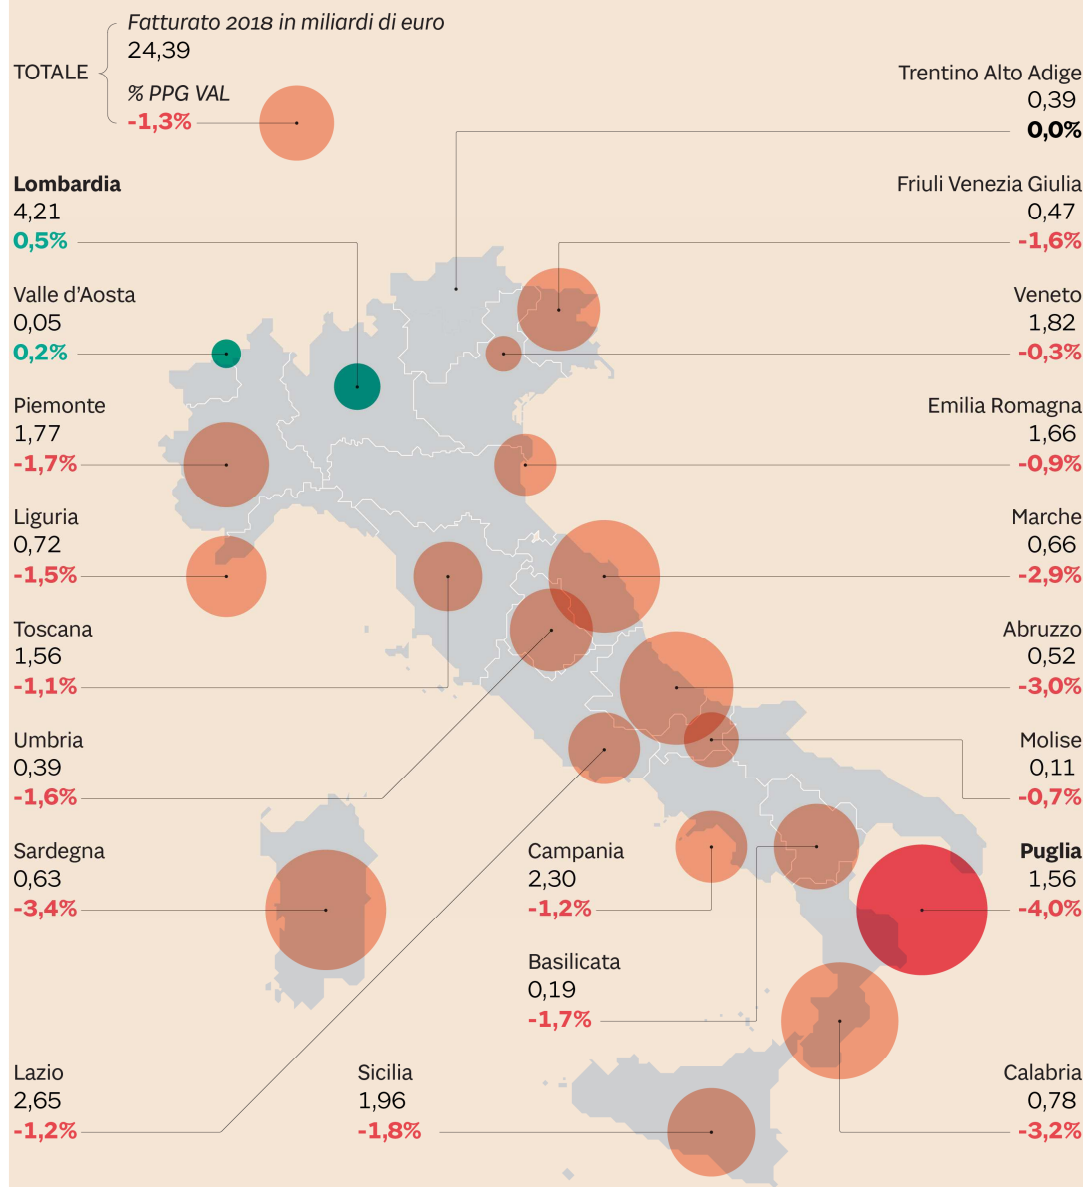 Fatturato 2018 in miliardi di euro
24,39
TOTALE
% PPG VAL
-1,3%
Trentino Alto Adige
0,39
0,0%
Lombardia
4,21
0,5%
Friuli Venezia Giulia
0,47
-1,6%
Valle d’Aosta
0,05
0,2%
Veneto
1,82
-0,3%
Piemonte
1,77
-1,7%
Emilia Romagna
1,66
-0,9%
Liguria
0,72
-1,5%
Marche
0,66
-2,9%
Toscana
1,56
-1,1%
Abruzzo
0,52
-3,0%
Umbria
0,39
-1,6%
Molise
0,11
-0,7%
Sardegna
0,63
-3,4%
Campania
2,30
-1,2%
Puglia
1,56
-4,0%
Basilicata
0,19
-1,7%
Lazio
2,65
-1,2%
Sicilia
1,96
-1,8%
Calabria
0,78
-3,2%